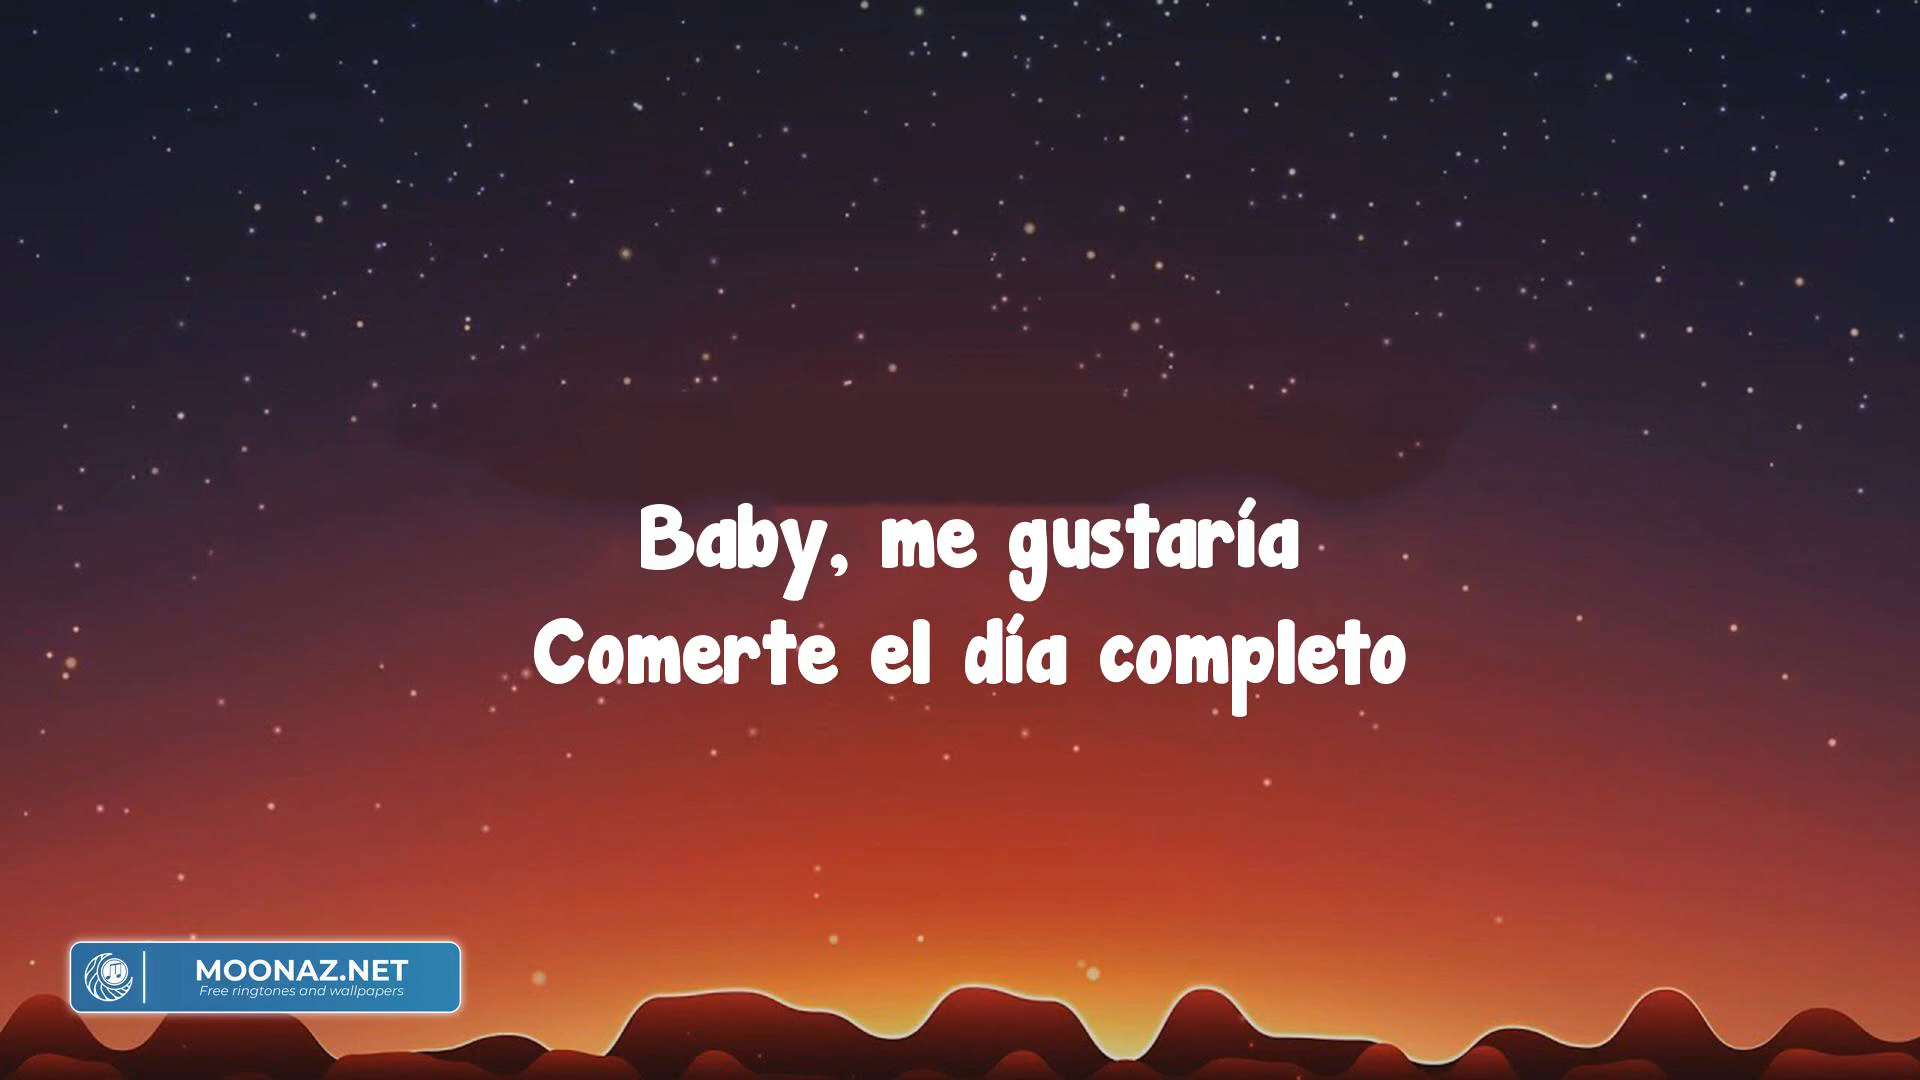 Baby, me gustaría
Comerte el día completo
MOONAZ.NET
Free ringtones and wallpapers